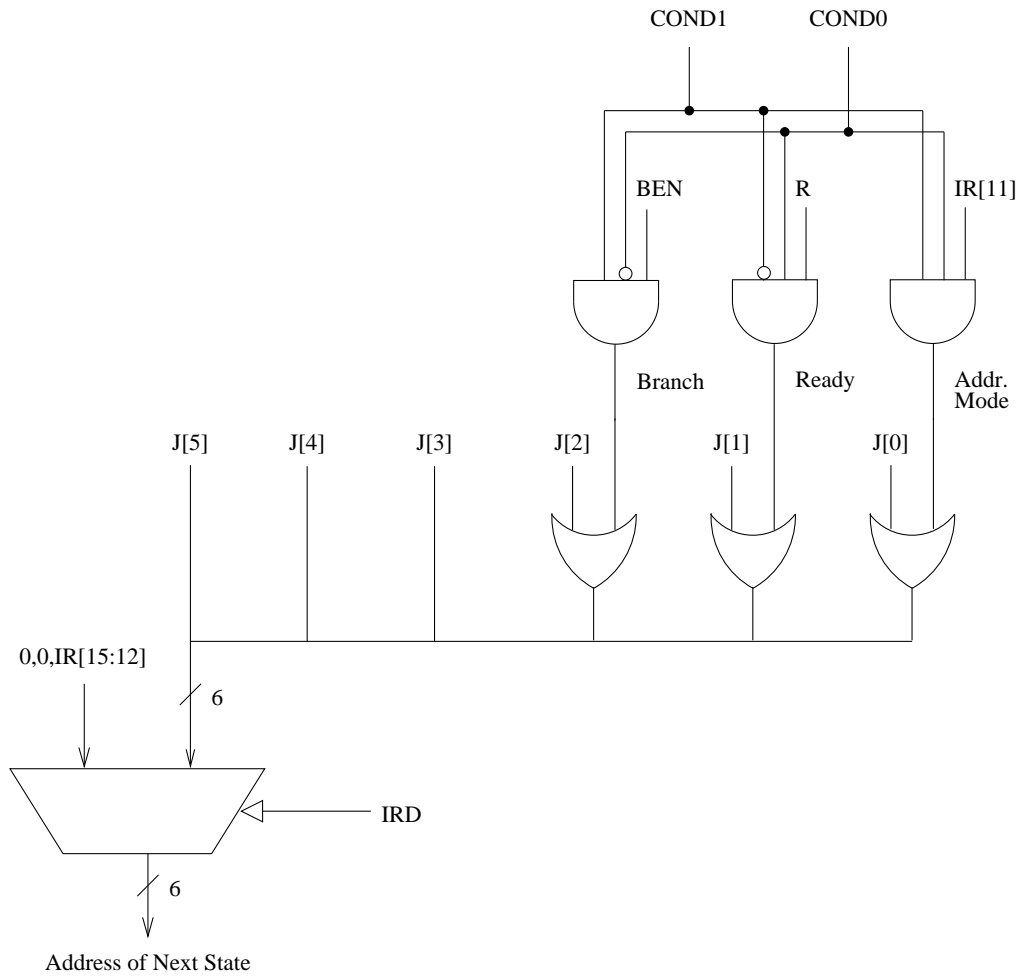 COND1
COND0
BEN
R
IR[11]
Branch
Ready
Addr.
Mode
J[5]
J[4]
J[3]
J[2]
J[1]
J[0]
0,0,IR[15:12]
6
IRD
6
Address of Next State